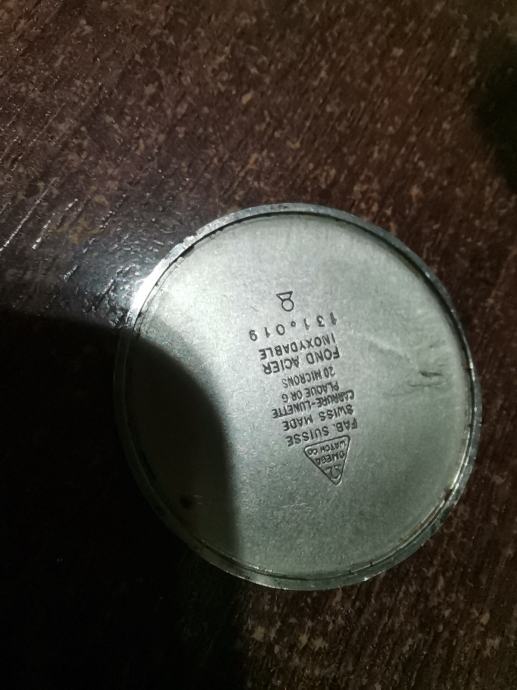 Ω
OMEGA
WATCH CO
FAB. SUISSE
SWISS MADE
CARRURE-LUNETTE
PLAQUE OR G
20 MICRONS
FOND ACIER
INOXYDABLE
131.019